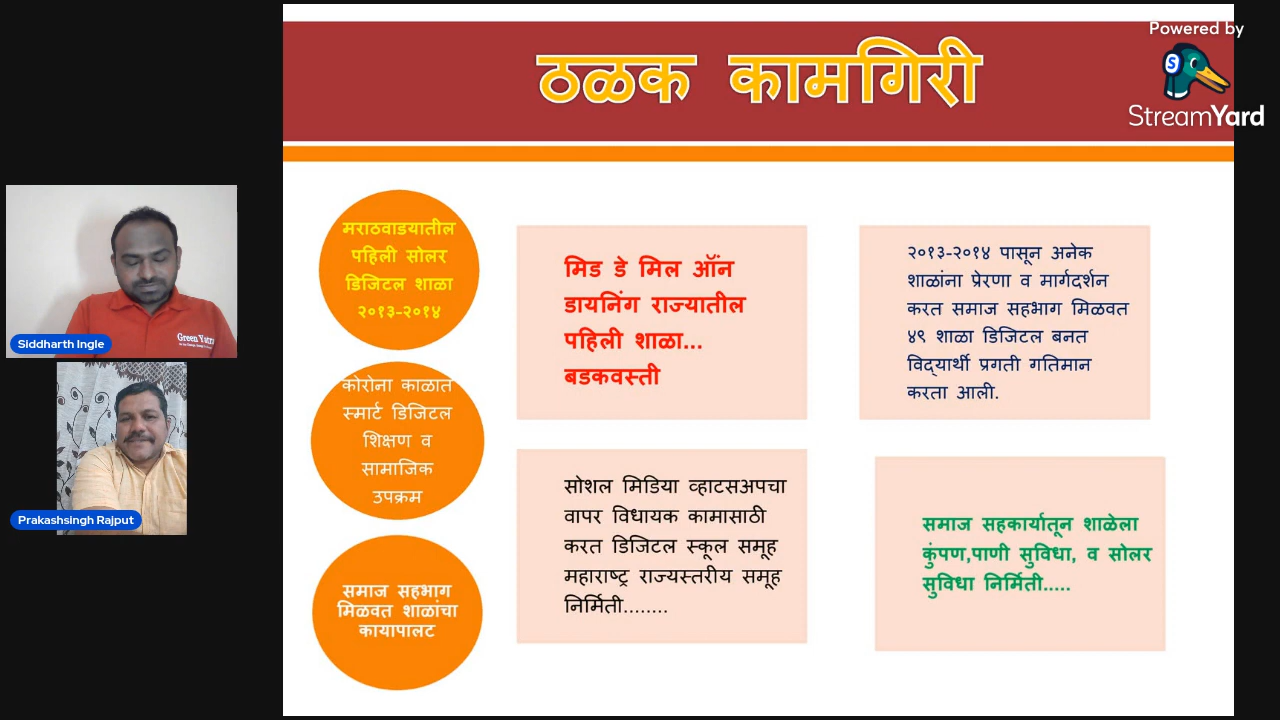 Powered by
StreamYard
ठळक कामगिरी
मराठवाडयातील
पहिली सोलर
डिजिटल शाळा
२०१३-२०१४
मिड डे मिल ऑन
डायनिंग राज्यातील
पहिली शाळा...
बडकवस्ती
२०१३-२०१४ पासून अनेक
शाळांना प्रेरणा व मार्गदर्शन
करत समाज सहभाग मिळवत
४९ शाळा डिजिटल बनत
विद्यार्थी प्रगती गतिमान
करता आली.
कोरोना काळात
स्मार्ट डिजिटल
शिक्षण व
सामाजिक
उपक्रम
सोशल मिडिया व्हाटसअपचा
वापर विधायक कामासाठी
करत डिजिटल स्कूल समूह
महाराष्ट्र राज्यस्तरीय समूह
निर्मिती........
समाज सहकार्यातून शाळेला
कुंपण,पाणी सुविधा, व सोलर
सुविधा निर्मिती.....
समाज सहभाग
मिळवत शाळांचा
कायापालट
Green Yatra
Siddharth Ingle
Prakashsingh Rajput